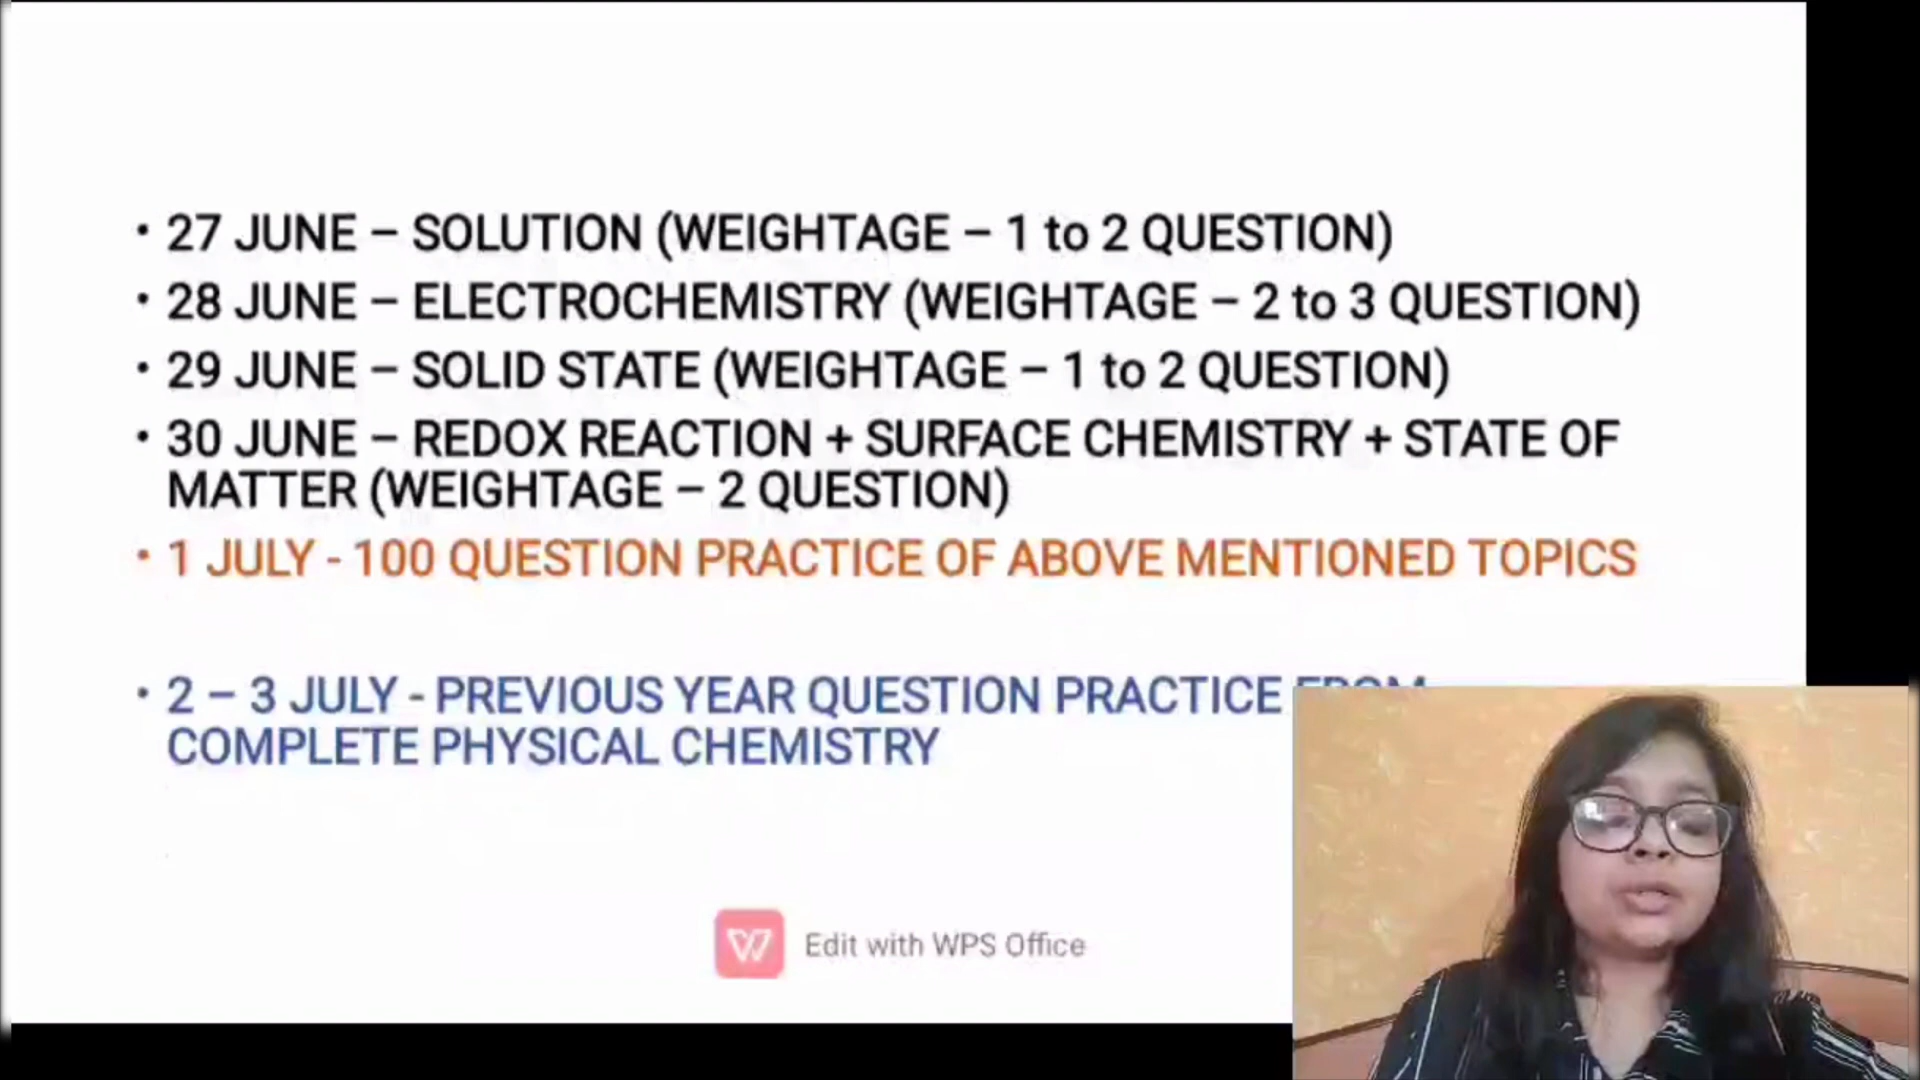 • 27 JUNE – SOLUTION (WEIGHTAGE – 1 to 2 QUESTION)
• 28 JUNE – ELECTROCHEMISTRY (WEIGHTAGE – 2 to 3 QUESTION)
• 29 JUNE – SOLID STATE (WEIGHTAGE – 1 to 2 QUESTION)
• 30 JUNE – REDOX REACTION + SURFACE CHEMISTRY + STATE OF
MATTER (WEIGHTAGE – 2 QUESTION)
• 1 JULY - 100 QUESTION PRACTICE OF ABOVE MENTIONED TOPICS
• 2 – 3 JULY - PREVIOUS YEAR QUESTION PRACTICE FROM
COMPLETE PHYSICAL CHEMISTRY
Edit with WPS Office